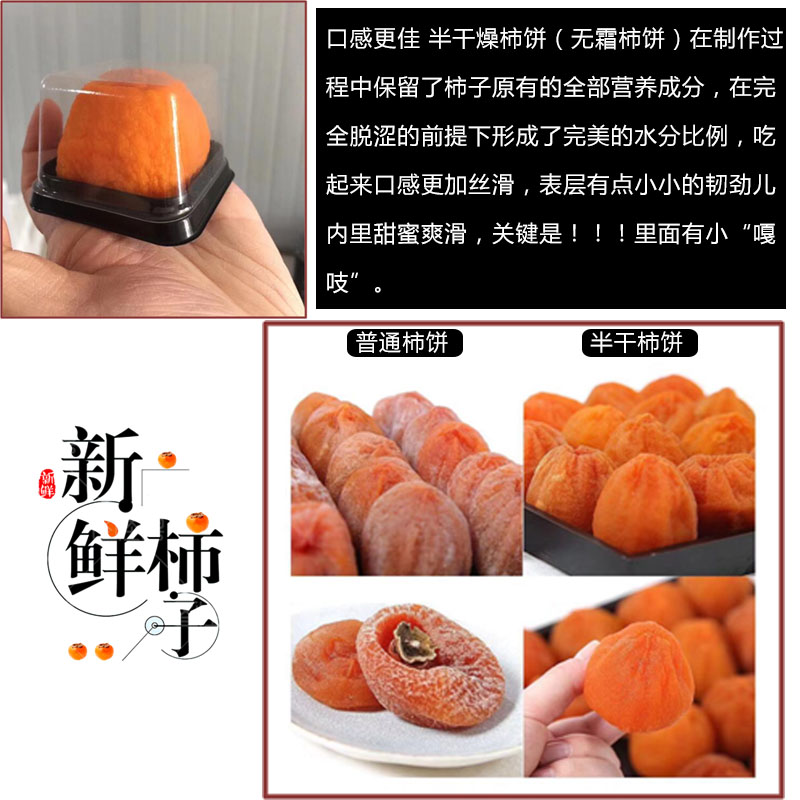 口感更佳 半干燥柿饼（无霜柿饼）在制作过
程中保留了柿子原有的全部营养成分，在完
全脱涩的前提下形成了完美的水分比例，吃
起来口感更加丝滑，表层有点小小的韧劲儿
内里甜蜜爽滑，关键是！！！里面有小“嘎
吱”。
普通柿饼
半干柿饼
新鲜柿子
新鲜